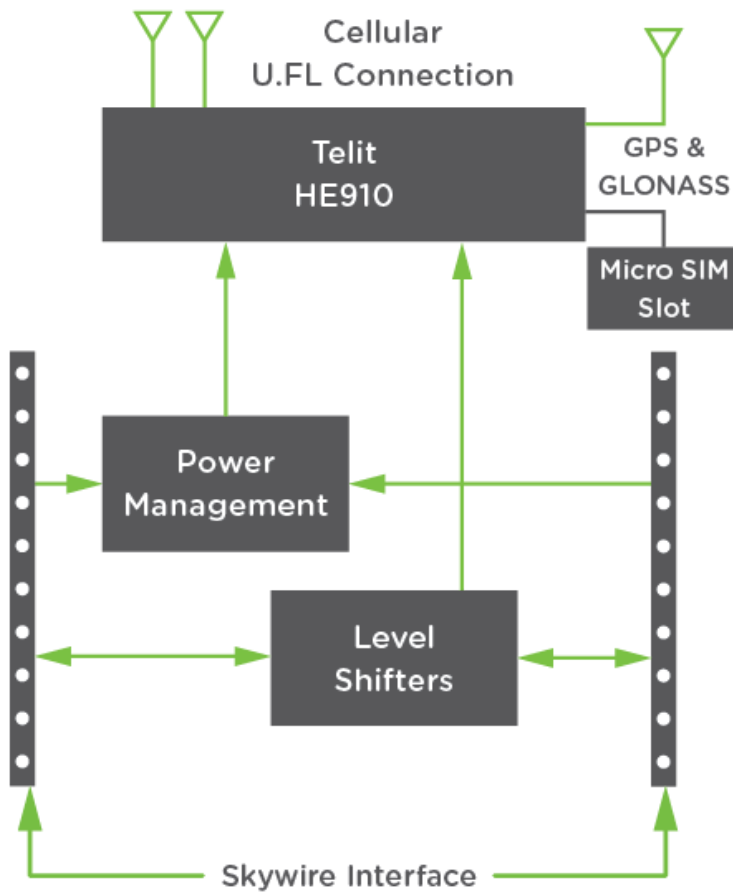 Cellular
U.FL Connection
Telit
HE910
GPS &
GLONASS
Micro SIM
Slot
Power
Management
Level
Shifters
Skywire Interface